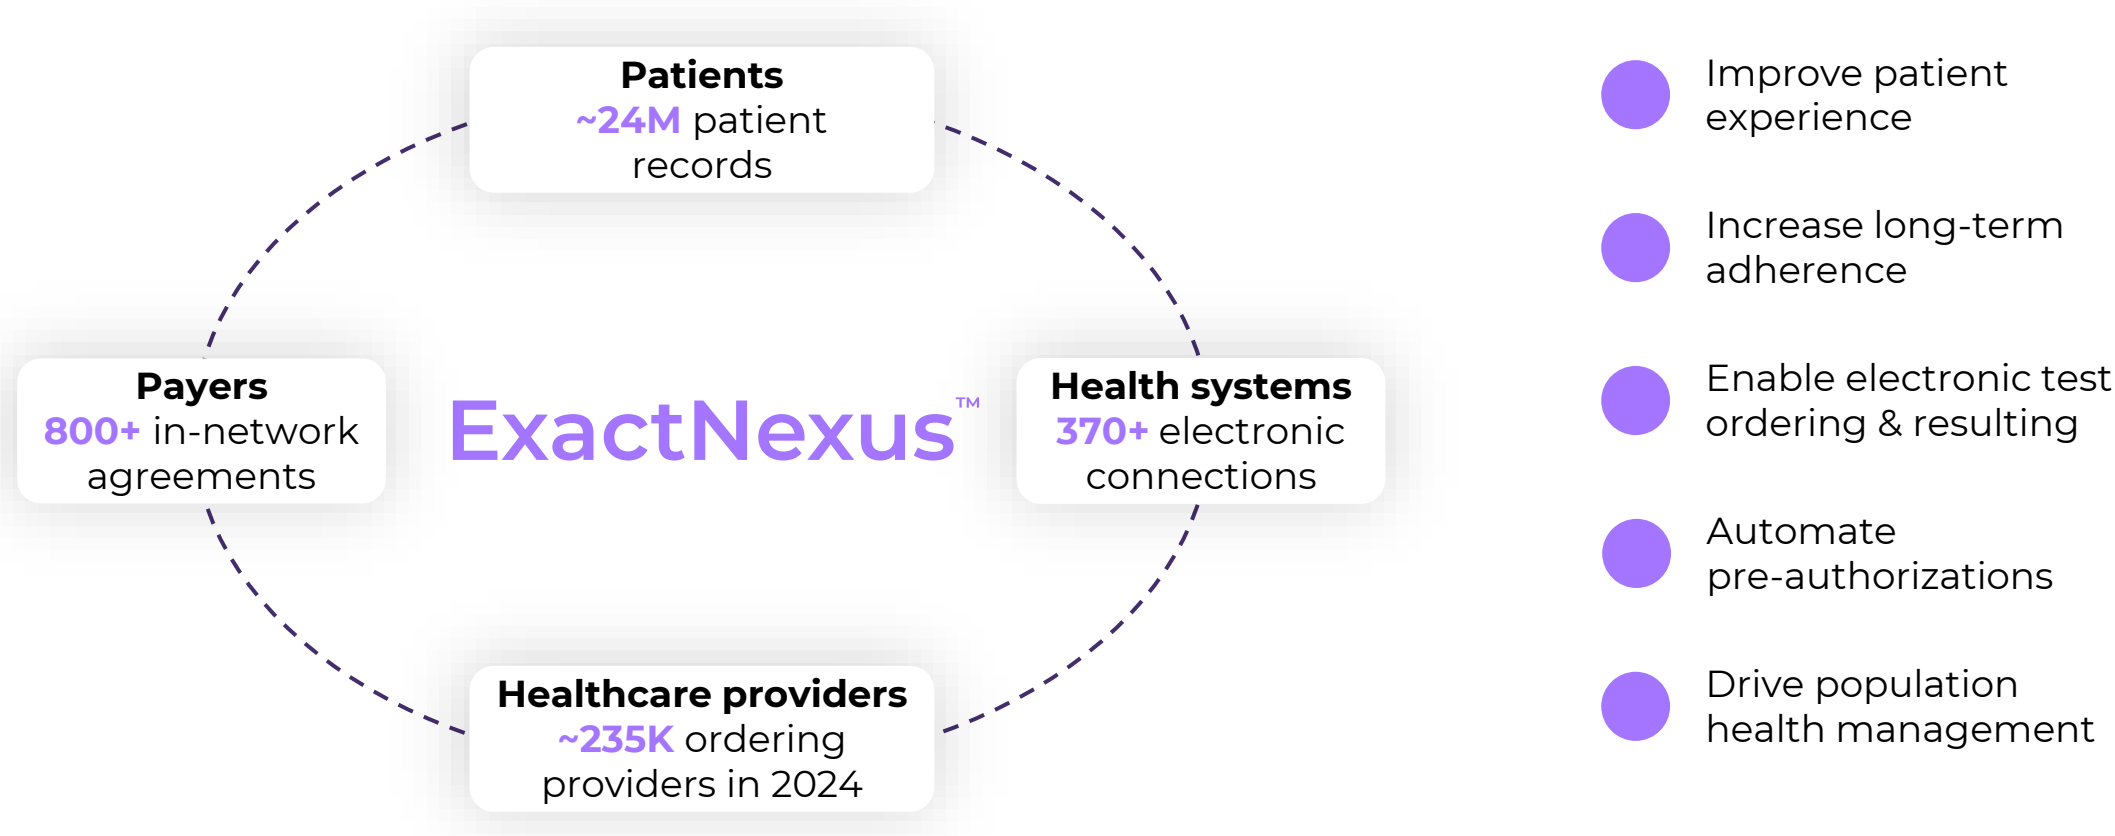 Patients
~24M patient
records
Payers
800+ in-network
agreements
ExactNexus™
Health systems
370+ electronic
connections
Healthcare providers
~235K ordering
providers in 2024
Improve patient
experience
Increase long-term
adherence
Enable electronic test
ordering & resulting
Automate
pre-authorizations
Drive population
health management